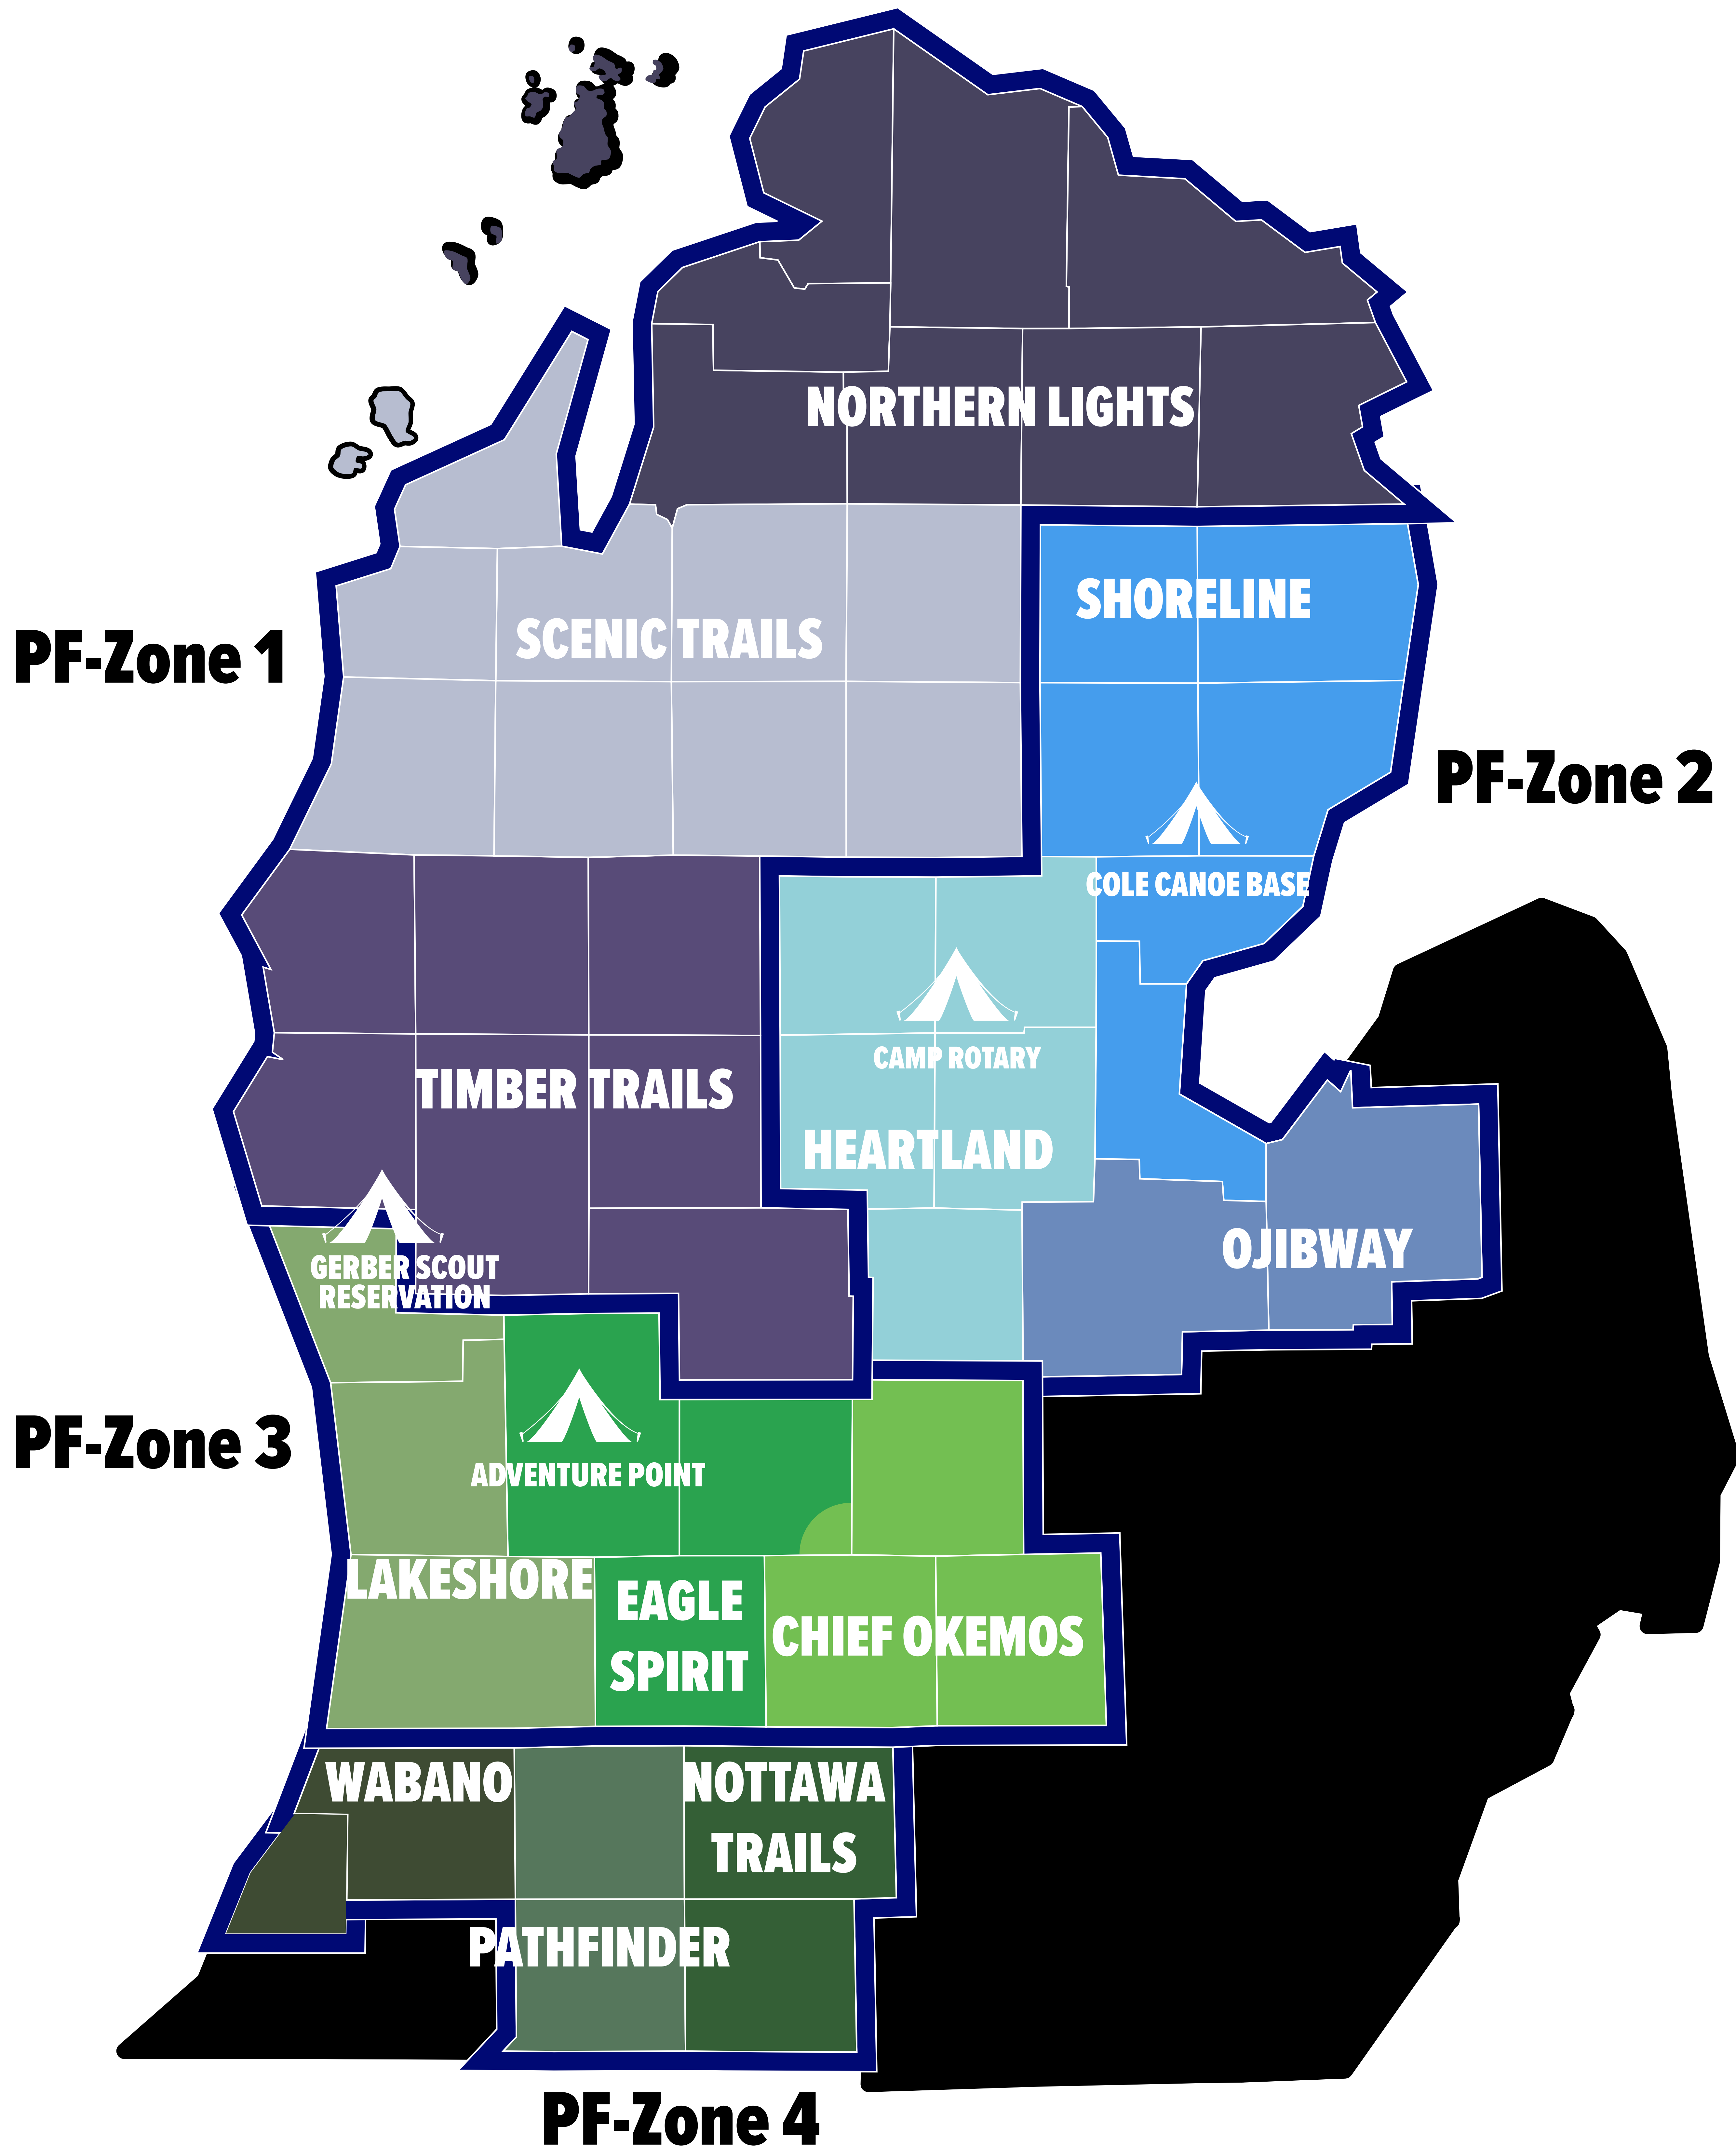 NORTHERN LIGHTS
SHORELINE
SCENIC TRAILS
PF-Zone 1
PF-Zone 2
COLE CANOE BASE
CAMP ROTARY
TIMBER TRAILS
HEARTLAND
OJIBWAY
GERBER SCOUT
RESERVATION
PF-Zone 3
ADVENTURE POINT
LAKESHORE
EAGLE
SPIRIT
CHIEF OKEMOS
WABANO
NOTTAWA
TRAILS
PATHFINDER
PF-Zone 4